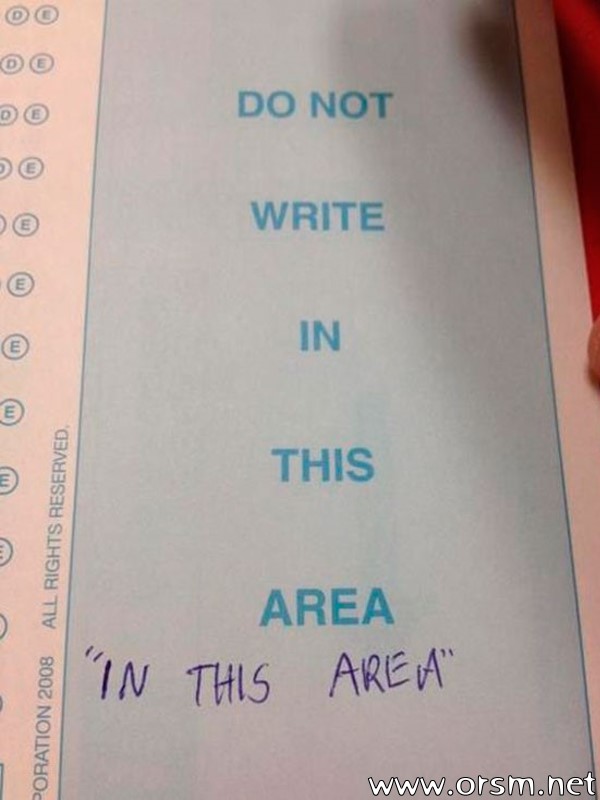 D E
D E
D E
D E
E
E
E
E
E
E
DO NOT
WRITE
IN
THIS
AREA
"IN THIS AREA"
PORATION 2008 ALL RIGHTS RESERVED.
www.orsm.net